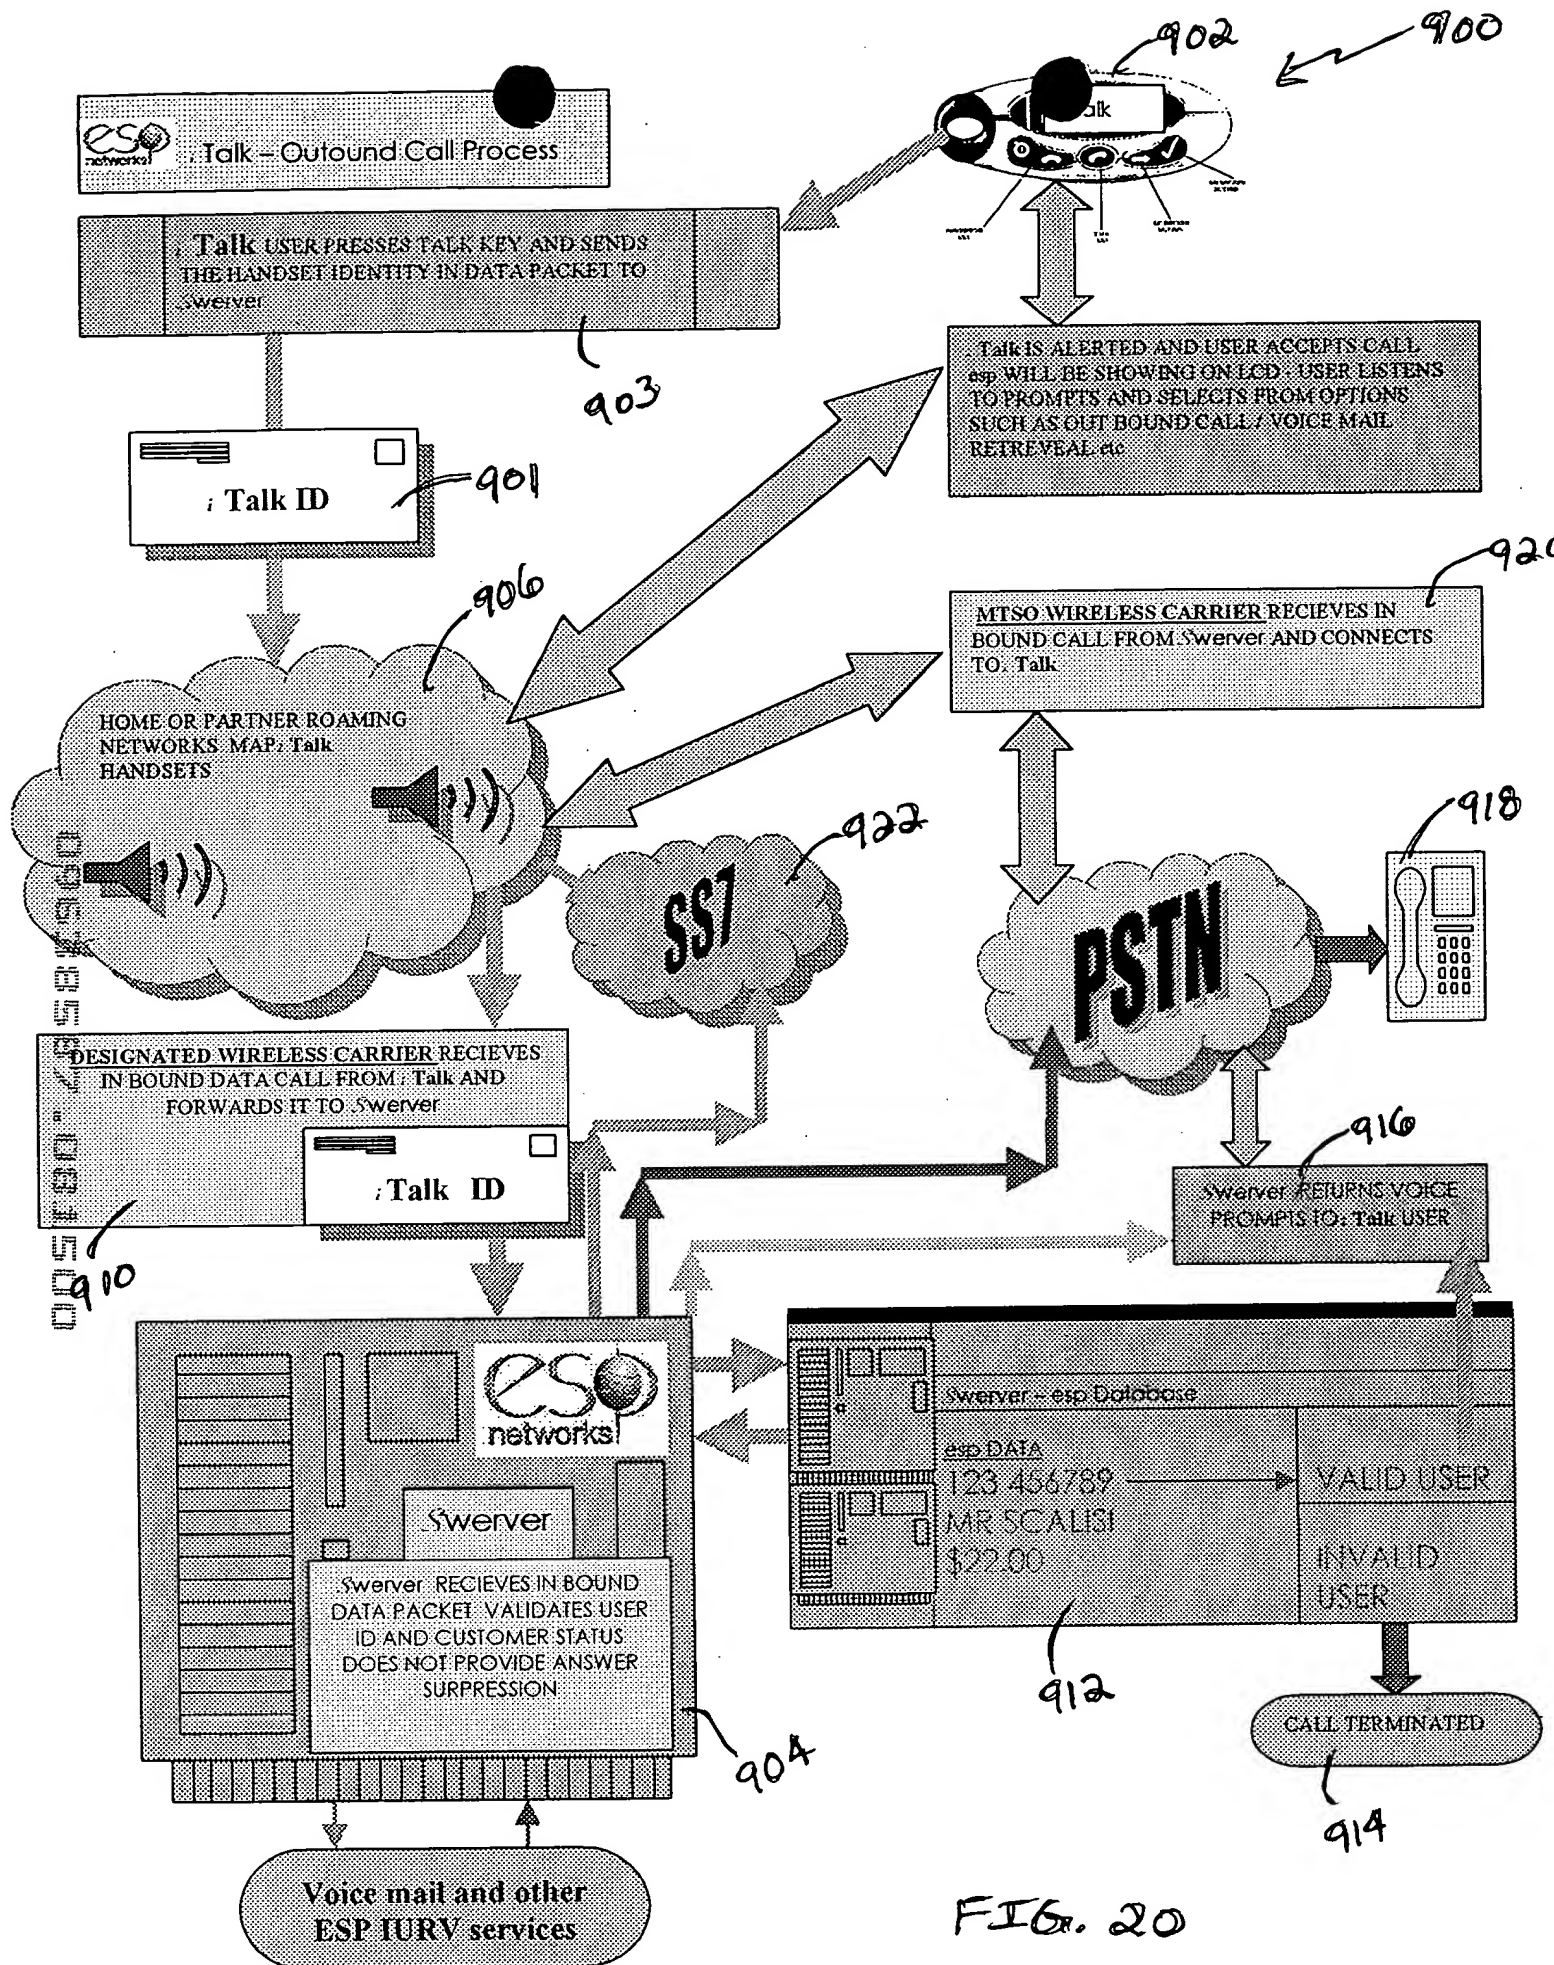 900
902
esp
networks
i Talk – Outound Call Process
alk
i Talk USER PRESSES TALK KEY AND SENDS
THE HANDSET IDENTITY IN DATA PACKET TO
Swerver
903
Talk IS ALERTED AND USER ACCEPTS CALL
esp WILL BE SHOWING ON LCD. USER LISTENS
TO PROMPTS AND SELECTS FROM OPTIONS
SUCH AS OUT BOUND CALL / VOICE MAIL
RETREVEAL etc
i Talk ID
901
906
920
MTSO WIRELESS CARRIER RECIEVES IN
BOUND CALL FROM Swerver AND CONNECTS
TO. Talk
HOME OR PARTNER ROAMING
NETWORKS MAP i Talk
HANDSETS
922
SS7
918
PSTN
DESIGNATED WIRELESS CARRIER RECIEVES
IN BOUND DATA CALL FROM i Talk AND
FORWARDS IT TO Swerver
i Talk ID
910
916
Swerver RETURNS VOICE
PROMPTS TO i Talk USER
esp
networks
Swerver
Swerver RECIEVES IN BOUND
DATA PACKET VALIDATES USER
ID AND CUSTOMER STATUS
DOES NOT PROVIDE ANSWER
SURPRESSION
904
Swerver – esp Database
esp DATA
123 456789
MR SCALISI
$22.00
VALID USER
INVALID
USER
912
CALL TERMINATED
914
Voice mail and other
ESP IURV services
FIG. 20